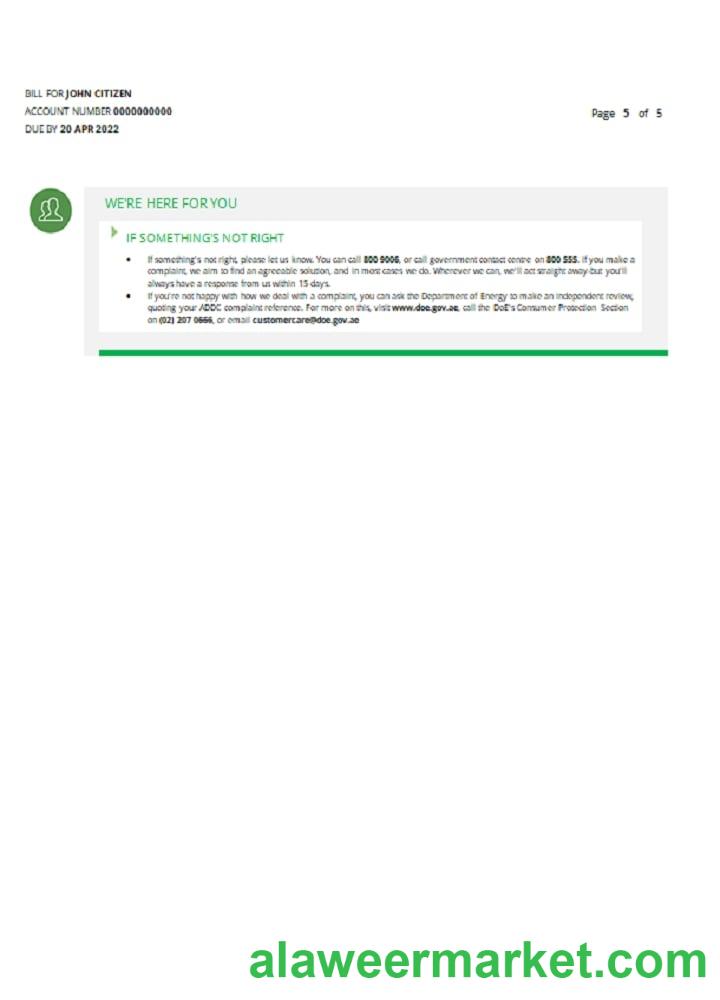 BILL FOR JOHN CITIZEN
ACCOUNT NUMBER 0000000000
Page 5 of 5
DUE BY 20 APR 2022
WE'RE HERE FOR YOU
IF SOMETHING'S NOT RIGHT
• If something's not right, please let us know. You can call 800 9006, or call government contact centre on 800 555. If you make a
complaint, we aim to find an agreeable solution, and in most cases we do. Wherever we can, we'll act straight away-but you'll
always have a response from us within 15 days.
• If you're not happy with how we deal with a complaint, you can ask the Department of Energy to make an independent review,
quoting your ADDC complaint reference. For more on this, visit www.doe.gov.ae, call the DoE's Consumer Protection Section
on (02) 207 0666, or email customercare@doe.gov.ae
alaweermarket.com